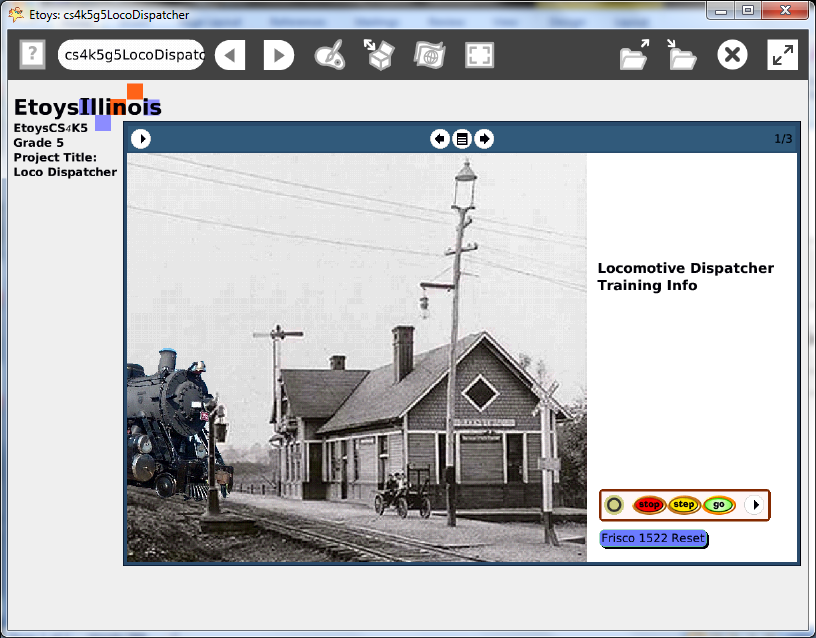 Etoys: cs4k5g5LocoDispatcher
?
cs4k5g5LocoDispatc
EtoysIllinois
EtoysCS4K5
Grade 5
Project Title:
Loco Dispatcher
1/3
Locomotive Dispatcher
Training Info
stop step go
Frisco 1522 Reset